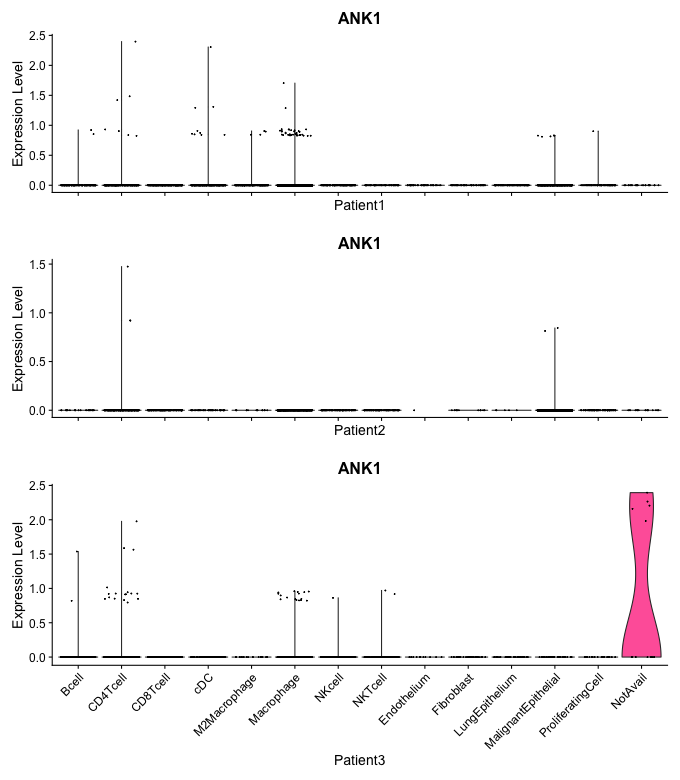 ANK1
Expression Level
2.5
2.0
1.5
1.0
0.5
0.0
Patient1
ANK1
Expression Level
1.5
1.0
0.5
0.0
Patient2
ANK1
Expression Level
2.5
2.0
1.5
1.0
0.5
0.0
Bcell
CD4Tcell
CD8Tcell
cDC
M2Macrophage
Macrophage
NKcell
NKTcell
Endothelium
Fibroblast
LungEpithelium
MalignantEpithelial
ProliferatingCell
NotAvail
Patient3